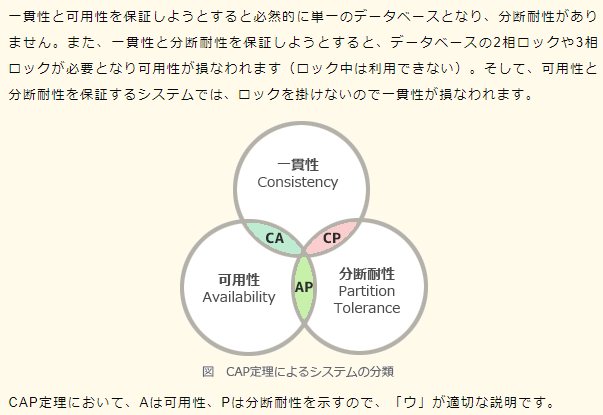 一貫性と可用性を保証しようとすると必然的に単一のデータベースとなり、分断耐性があり
ません。また、一貫性と分断耐性を保証しようとすると、データベースの2相ロックや3相
ロックが必要となり可用性が損なわれます（ロック中は利用できない）。そして、可用性と
分断耐性を保証するシステムでは、ロックを掛けないので一貫性が損なわれます。
一貫性
Consistency
CA
CP
可用性
Availability
AP
分断耐性
Partition
Tolerance
図　CAP定理によるシステムの分類
CAP定理において、Aは可用性、Pは分断耐性を示すので、「ウ」が適切な説明です。